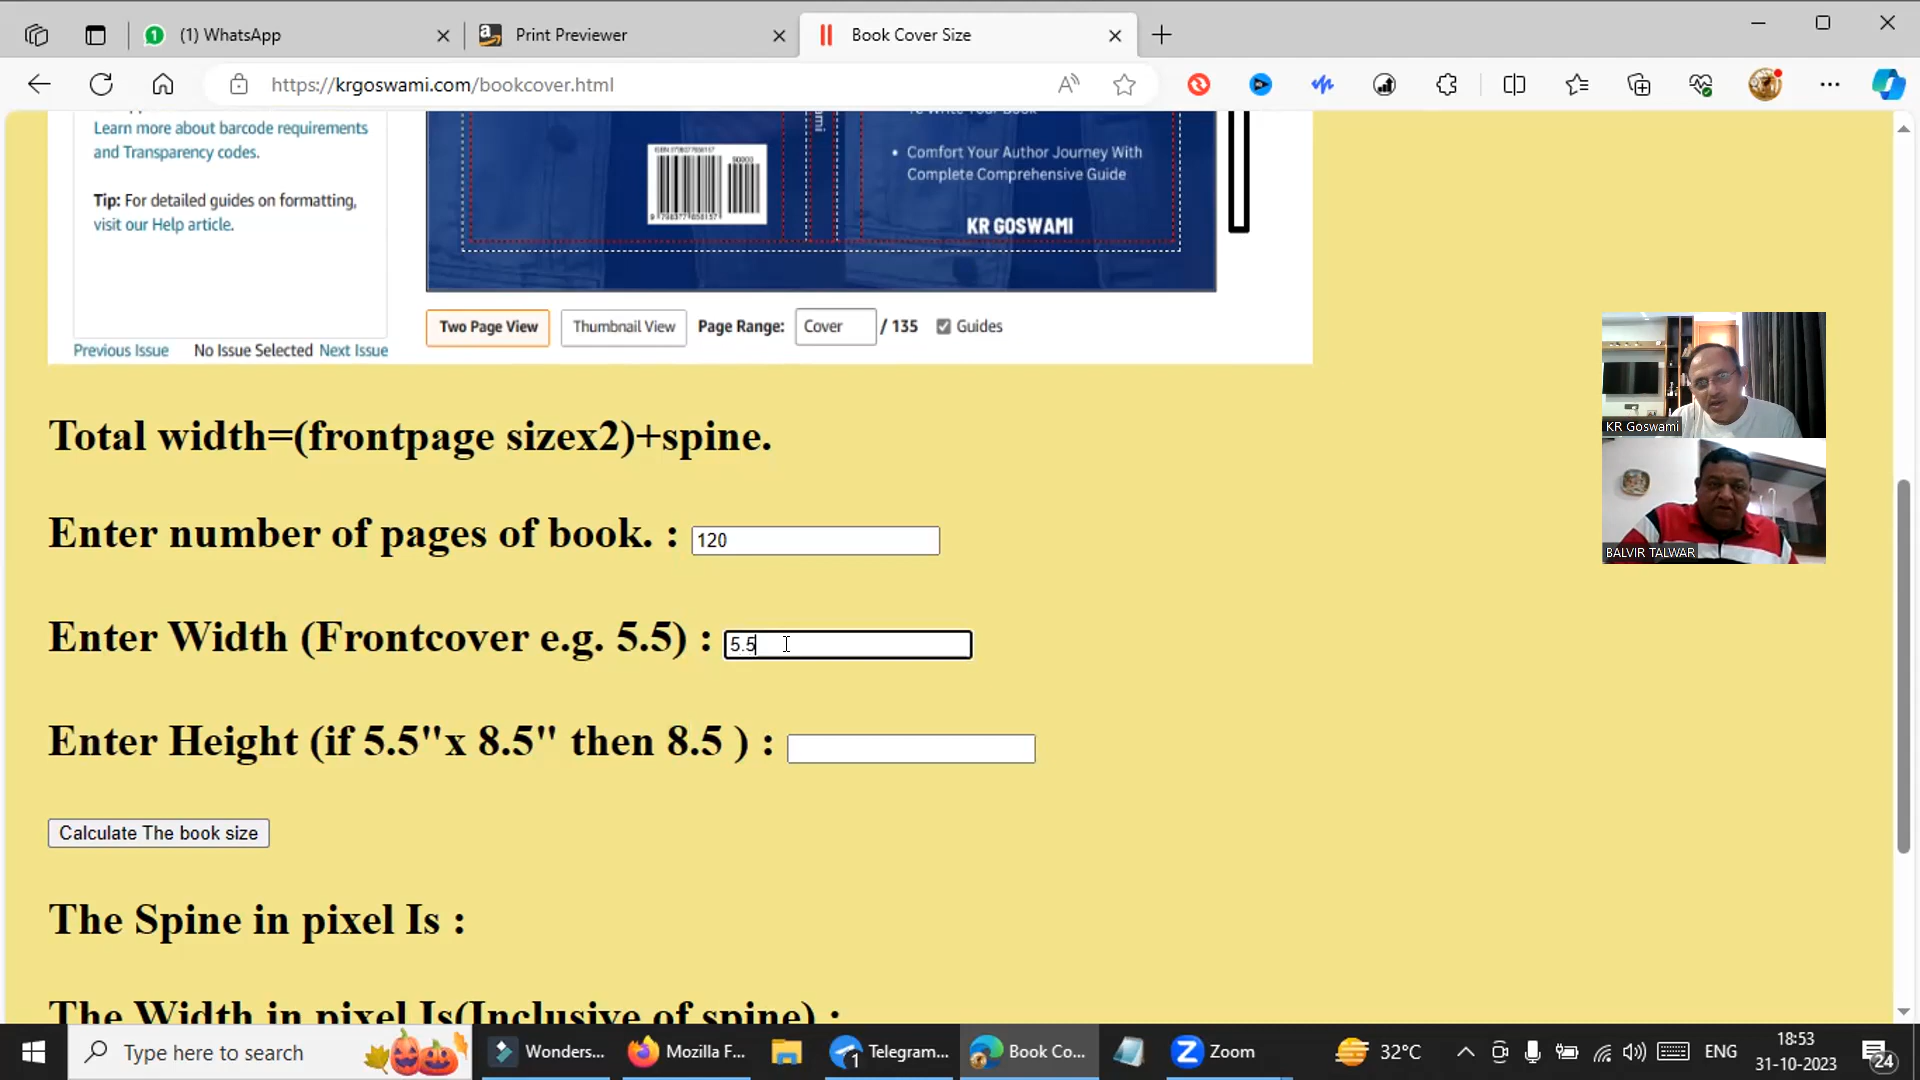 (1) WhatsApp
Print Previewer
Book Cover Size
https://krgoswami.com/bookcover.html
Learn more about barcode requirements
and Transparency codes.
Tip: For detailed guides on formatting,
visit our Help article.
Previous Issue No Issue Selected Next Issue
To Write Your Book
• Comfort Your Author Journey With
Complete Comprehensive Guide
KR GOSWAMI
90000
Two Page View Thumbnail View Page Range: Cover / 135 Guides
Total width=(frontpage sizex2)+spine.
Enter number of pages of book. : 120
Enter Width (Frontcover e.g. 5.5) : 5.5
Enter Height (if 5.5"x 8.5" then 8.5 ) :
Calculate The book size
The Spine in pixel Is :
The Width in pixel Is(Inclusive of spine) :
KR Goswami
BALVIR TALWAR
Type here to search
Wonders...
Mozilla F...
1
Telegram...
Book Co...
Zoom
32°C
ENG
18:53
31-10-2023
24